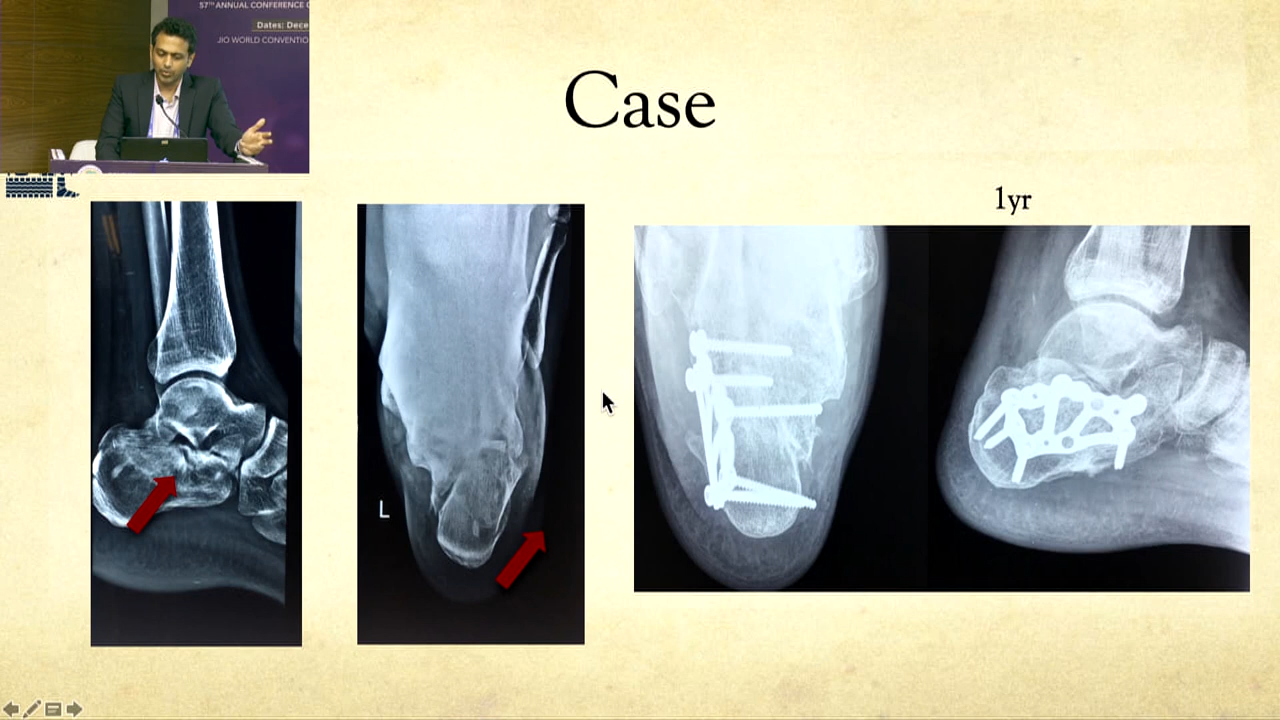 57TH ANNUAL CONFERENCE
Dates: Dece
JIO WORLD CONVENTIO
Case
1yr
L